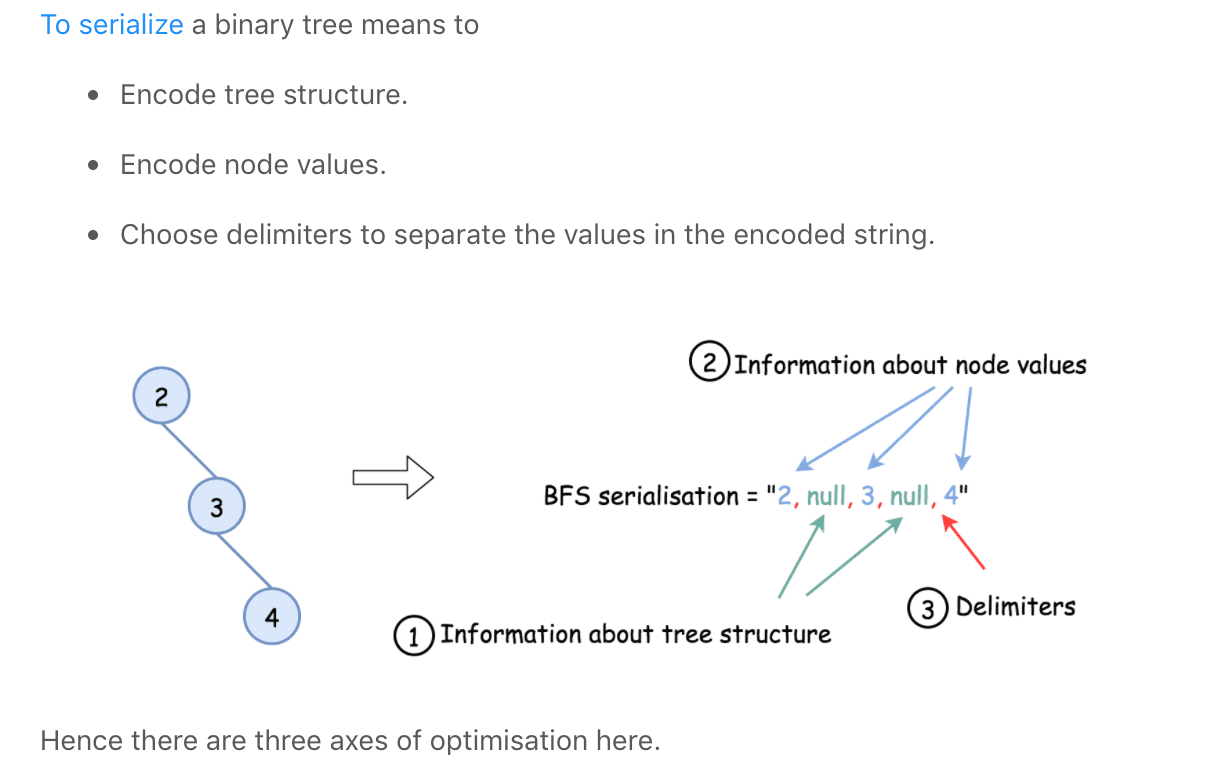 To serialize a binary tree means to
Encode tree structure.
Encode node values.
Choose delimiters to separate the values in the encoded string.
2 Information about node values
2
3
BFS serialisation = "2, null, 3, null, 4"
4
3 Delimiters
1 Information about tree structure
Hence there are three axes of optimisation here.